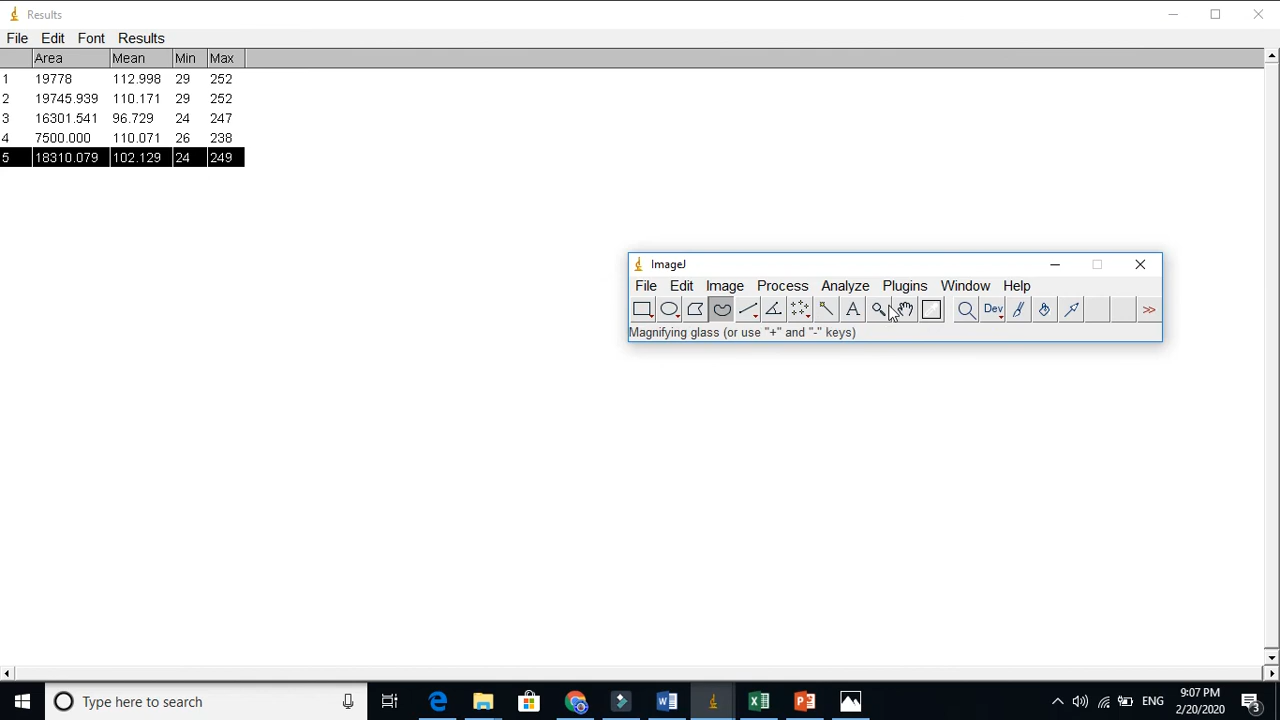 Results
File Edit Font Results
Area Mean Min Max
1 19778 112.998 29 252
2 19745.939 110.171 29 252
3 16301.541 96.729 24 247
4 7500.000 110.071 26 238
5 18310.079 102.129 24 249
ImageJ
File Edit Image Process Analyze Plugins Window Help
A Dev >>
Magnifying glass (or use "+" and "-" keys)
Type here to search
ENG
9:07 PM
2/20/2020
3